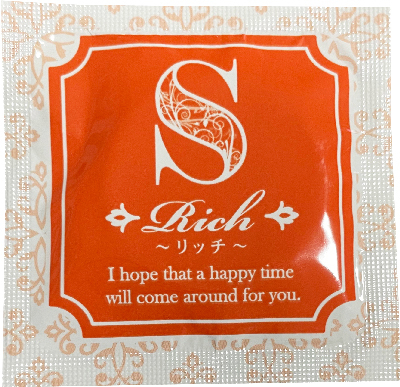 S
Rich
～リッチ～
I hope that a happy time
will come around for you.